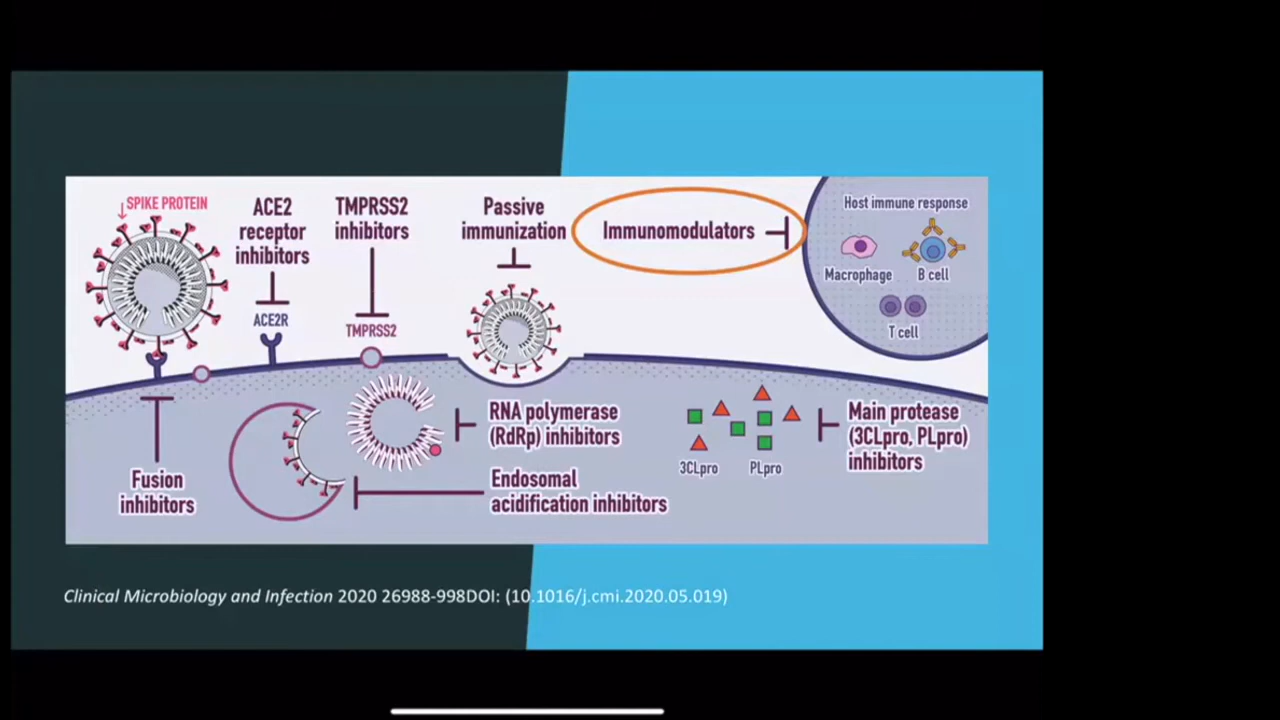 SPIKE PROTEIN
ACE2
receptor
inhibitors
ACE2R
TMPRSS2
inhibitors
TMPRSS2
Passive
immunization
Immunomodulators
Host immune response
Macrophage
B cell
T cell
Fusion
inhibitors
RNA polymerase
(RdRp) inhibitors
Endosomal
acidification inhibitors
3CLpro
PLpro
Main protease
(3CLpro, PLpro)
inhibitors
Clinical Microbiology and Infection 2020 26988-998DOI: (10.1016/j.cmi.2020.05.019)